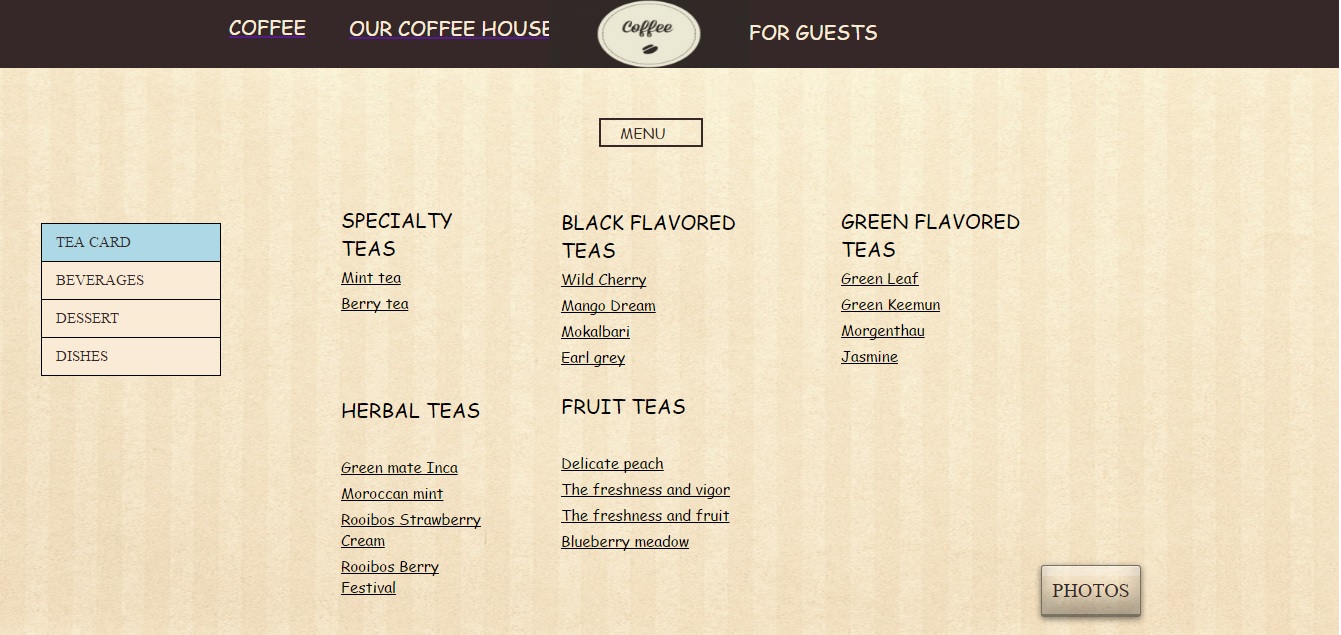 COFFEE
OUR COFFEE HOUSE
Coffee
FOR GUESTS
MENU
TEA CARD
BEVERAGES
DESSERT
DISHES
SPECIALTY
TEAS
Mint tea
Berry tea
BLACK FLAVORED
TEAS
Wild Cherry
Mango Dream
Mokalbari
Earl grey
GREEN FLAVORED
TEAS
Green Leaf
Green Keemun
Morgenthau
Jasmine
HERBAL TEAS
Green mate Inca
Moroccan mint
Rooibos Strawberry
Cream
Rooibos Berry
Festival
FRUIT TEAS
Delicate peach
The freshness and vigor
The freshness and fruit
Blueberry meadow
PHOTOS